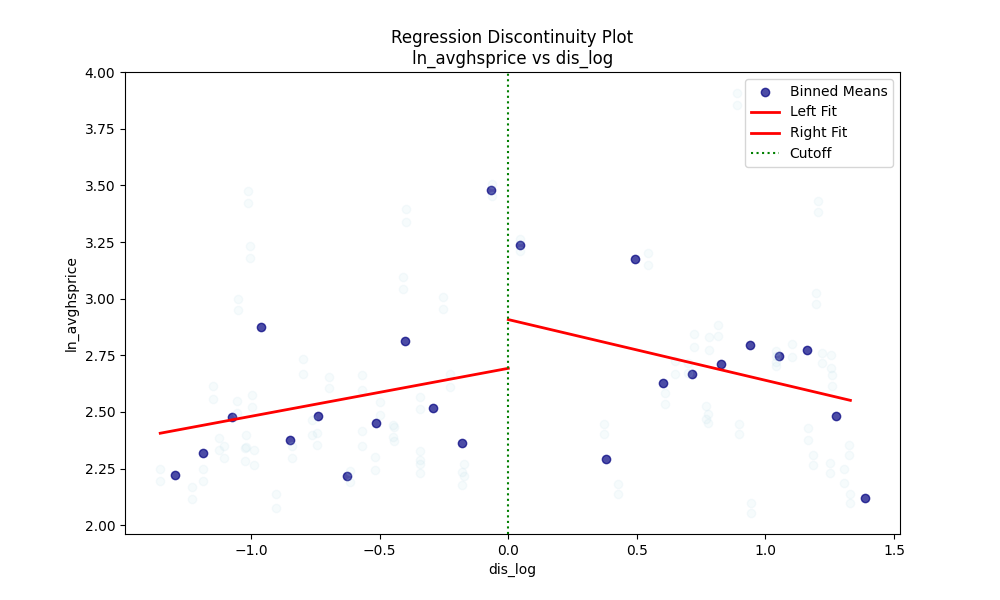 Regression Discontinuity Plot
ln_avghsprice vs dis_log
4.00
3.75
3.50
3.25
3.00
2.75
2.50
2.25
2.00
ln_avghsprice
Binned Means
Left Fit
Right Fit
Cutoff
−1.0
−0.5
0.0
0.5
1.0
1.5
dis_log